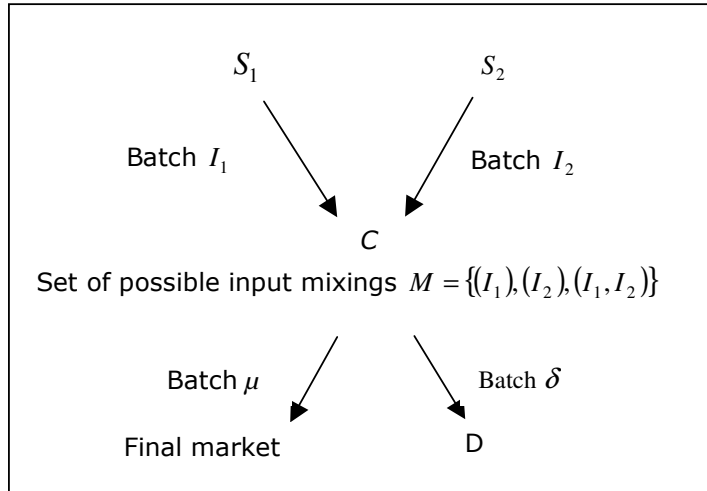 S₁ S₂
Batch I₁ Batch I₂
C
Set of possible input mixings M = {(I₁),(I₂),(I₁,I₂)}
Batch μ Batch δ
Final market D